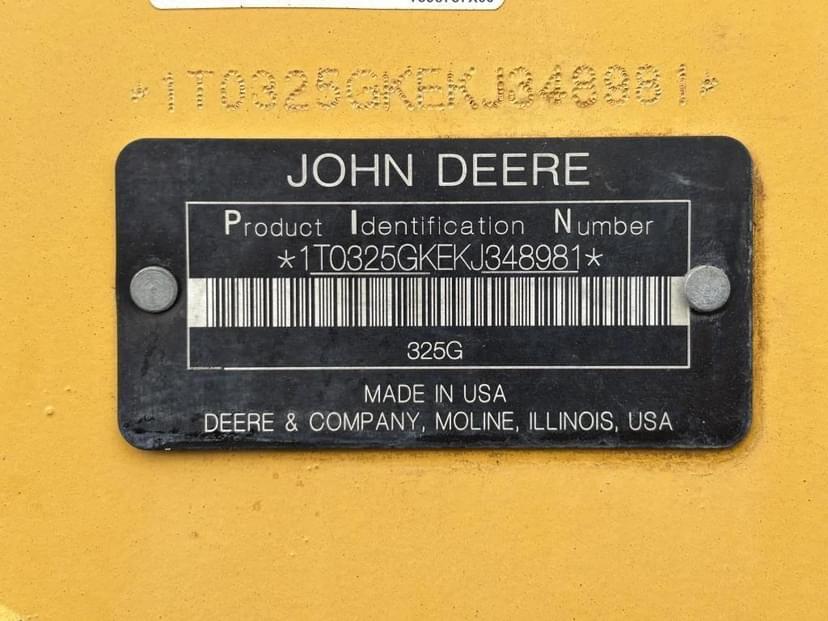 *1T0325GKEKJ348981*
JOHN DEERE
Product Identification Number
*1T0325GKEKJ348981*
325G
MADE IN USA
DEERE & COMPANY, MOLINE, ILLINOIS, USA